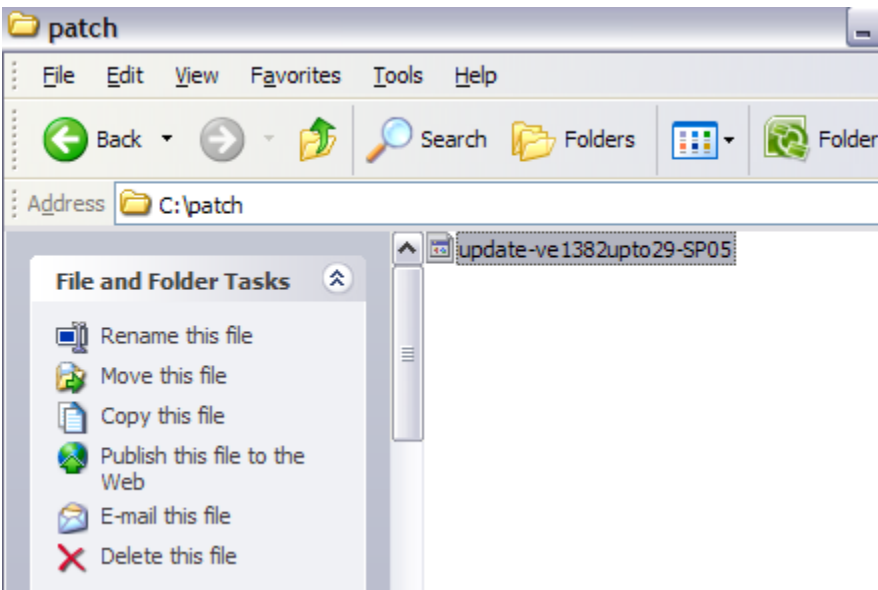 patch
File Edit View Favorites Tools Help
Back Search Folders Folder
Address C:\patch
update-ve1382upto29-SP05
File and Folder Tasks
Rename this file
Move this file
Copy this file
Publish this file to the
Web
E-mail this file
Delete this file